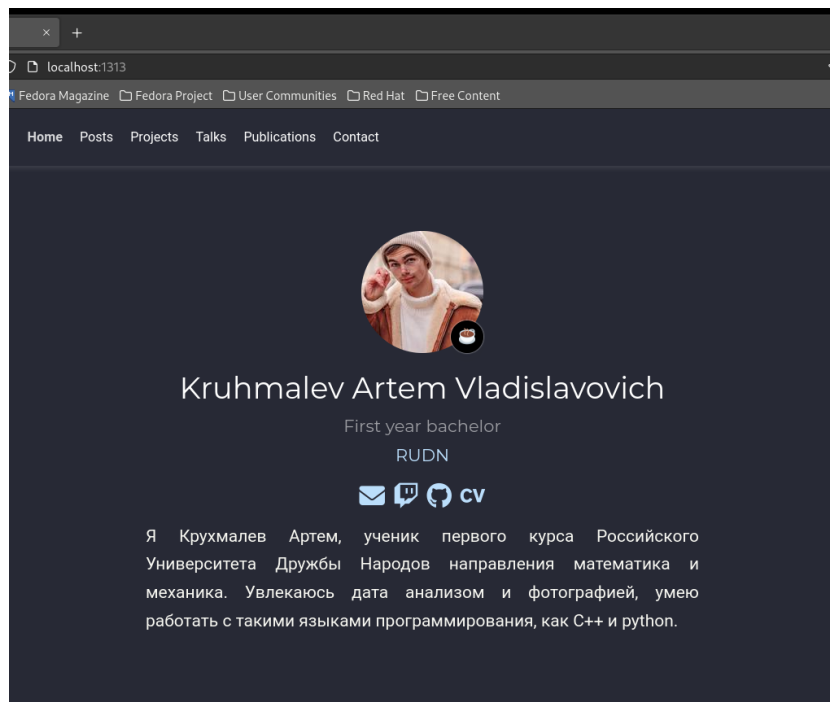 localhost:1313
Fedora Magazine Fedora Project User Communities Red Hat Free Content
Home Posts Projects Talks Publications Contact
Kruhmalev Artem Vladislavovich
First year bachelor
RUDN
CV
Я Крухмалев Артем, ученик первого курса Российского
Университета Дружбы Народов направления математика и
механика. Увлекаюсь дата анализом и фотографией, умею
работать с такими языками программирования, как C++ и python.